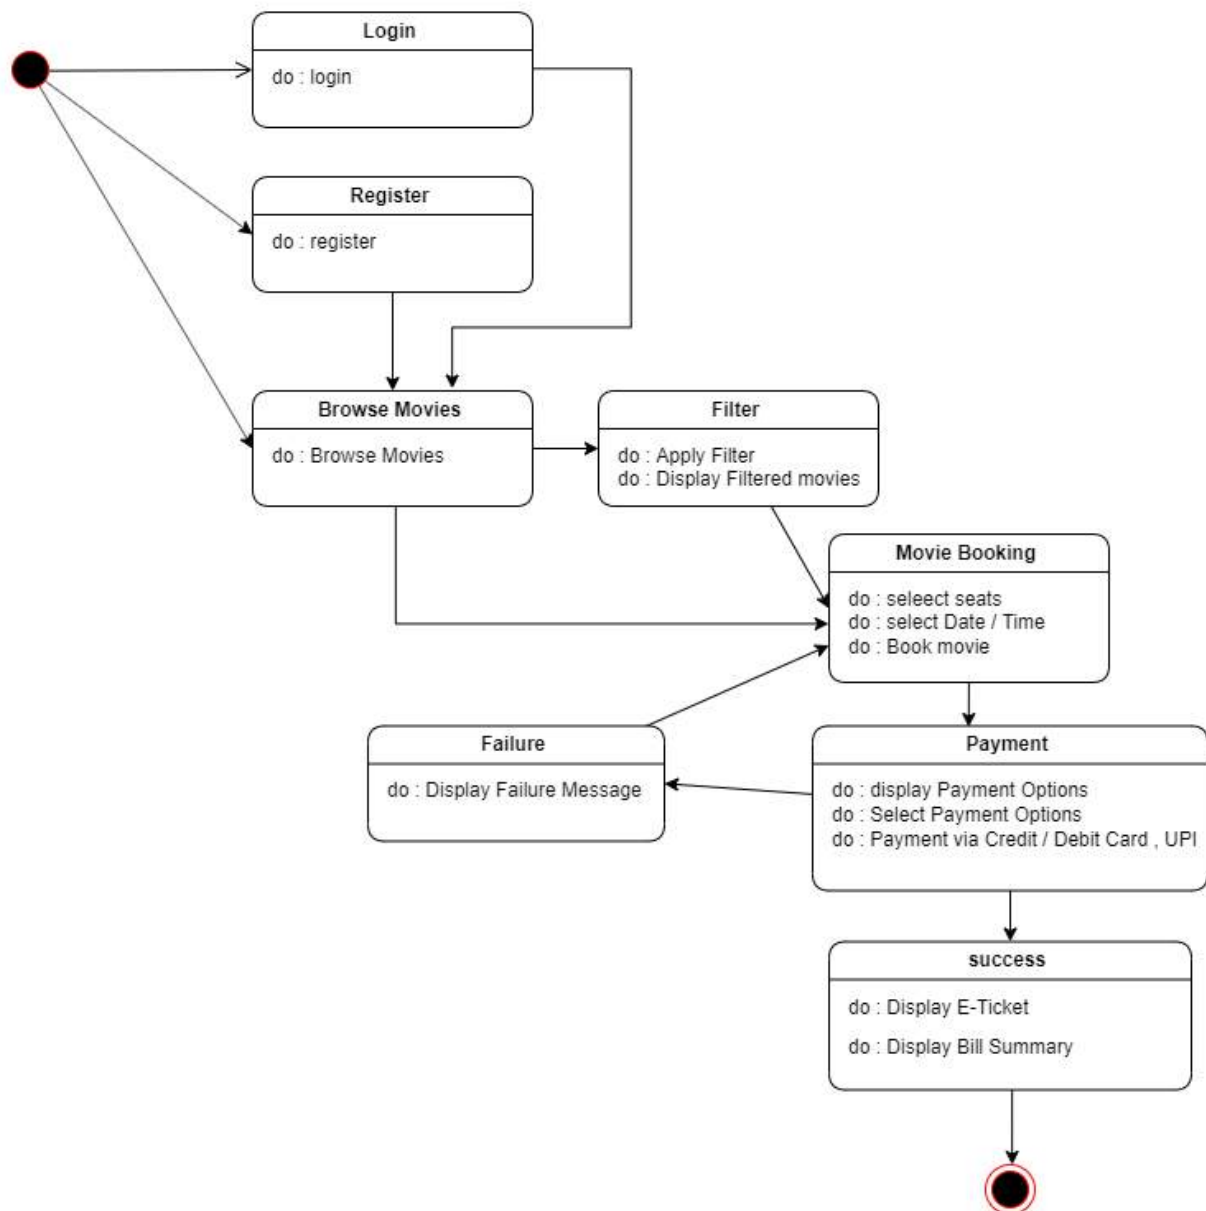 Login
do : login
Register
do : register
Browse Movies
do : Browse Movies
Filter
do : Apply Filter
do : Display Filtered movies
Movie Booking
do : seleect seats
do : select Date / Time
do : Book movie
Failure
do : Display Failure Message
Payment
do : display Payment Options
do : Select Payment Options
do : Payment via Credit / Debit Card , UPI
success
do : Display E-Ticket
do : Display Bill Summary